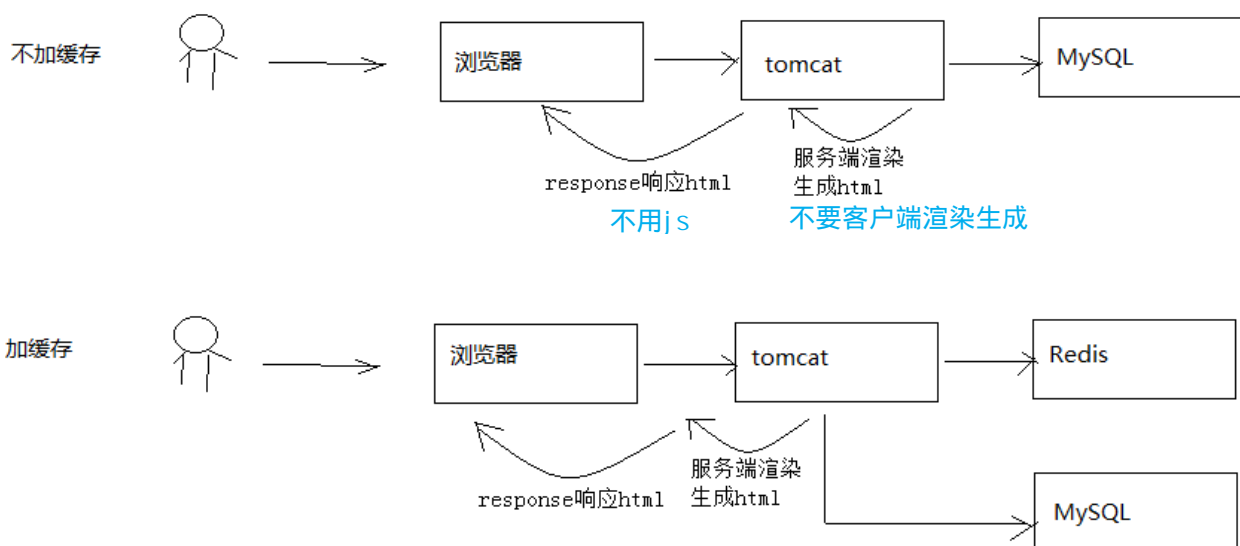 不加缓存
浏览器
tomcat
MySQL
response响应html
服务端渲染
生成html
不用js
不要客户端渲染生成
加缓存
浏览器
tomcat
Redis
response响应html
服务端渲染
生成html
MySQL